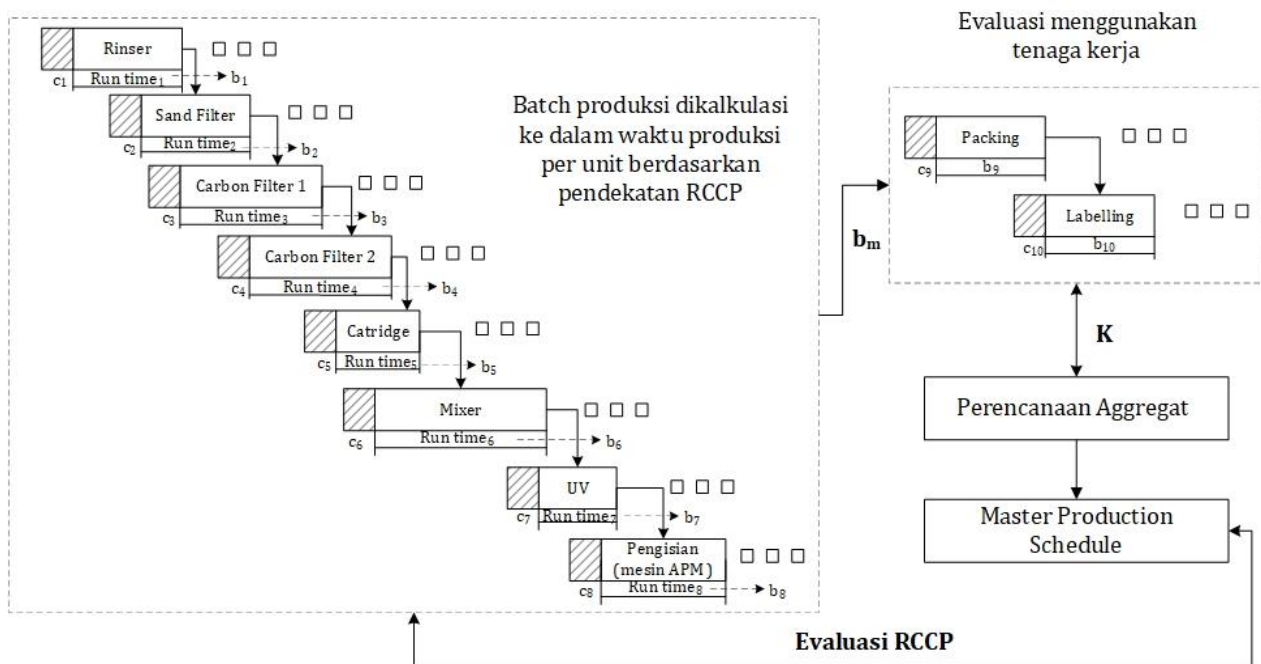 Rinser
c1
Run time1
b1
Sand Filter
c2
Run time2
b2
Carbon Filter 1
c3
Run time3
b3
Carbon Filter 2
c4
Run time4
b4
Catridge
c5
Run time5
b5
Mixer
c6
Run time6
b6
UV
c7
Run time7
b7
Pengisian
(mesin APM)
c8
Run time8
b8
Batch produksi dikalkulasi
ke dalam waktu produksi
per unit berdasarkan
pendekatan RCCP
bm
Evaluasi menggunakan
tenaga kerja
Packing
c9
b9
Labelling
c10
b10
K
Perencanaan Aggregat
Master Production
Schedule
Evaluasi RCCP